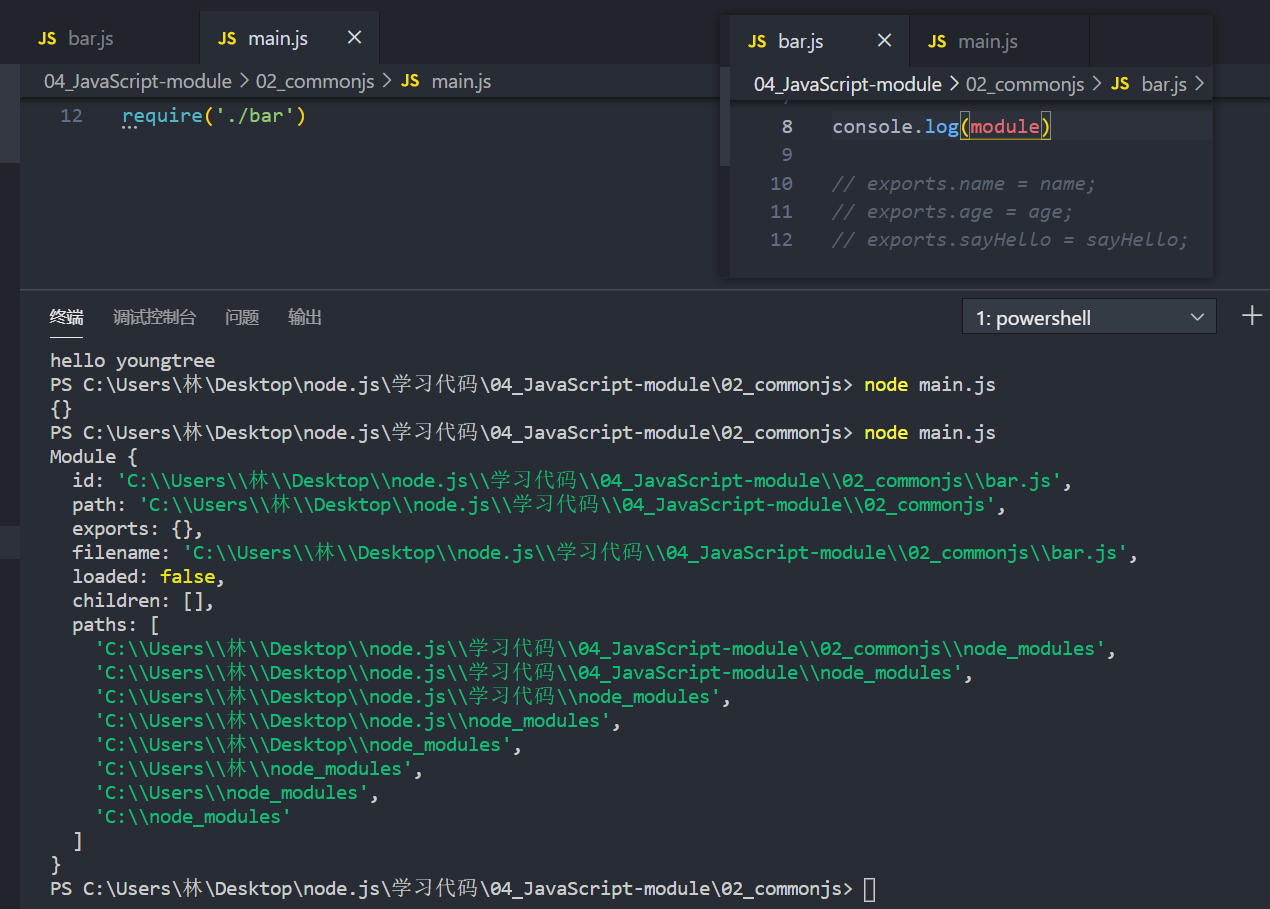 JS bar.js
JS main.js ×
04_JavaScript-module > 02_commonjs > JS main.js
12 require('./bar')
JS bar.js ×
JS main.js
04_JavaScript-module > 02_commonjs > JS bar.js >
8 console.log(module)
9
10 // exports.name = name;
11 // exports.age = age;
12 // exports.sayHello = sayHello;
终端 调试控制台 问题 输出
1: powershell
hello youngtree
PS C:\Users\林\Desktop\node.js\学习代码\04_JavaScript-module\02_commonjs> node main.js
{}
PS C:\Users\林\Desktop\node.js\学习代码\04_JavaScript-module\02_commonjs> node main.js
Module {
  id: 'C:\\Users\\林\\Desktop\\node.js\\学习代码\\04_JavaScript-module\\02_commonjs\\bar.js',
  path: 'C:\\Users\\林\\Desktop\\node.js\\学习代码\\04_JavaScript-module\\02_commonjs',
  exports: {},
  filename: 'C:\\Users\\林\\Desktop\\node.js\\学习代码\\04_JavaScript-module\\02_commonjs\\bar.js',
  loaded: false,
  children: [],
  paths: [
    'C:\\Users\\林\\Desktop\\node.js\\学习代码\\04_JavaScript-module\\02_commonjs\\node_modules',
    'C:\\Users\\林\\Desktop\\node.js\\学习代码\\04_JavaScript-module\\node_modules',
    'C:\\Users\\林\\Desktop\\node.js\\学习代码\\node_modules',
    'C:\\Users\\林\\Desktop\\node.js\\node_modules',
    'C:\\Users\\林\\Desktop\\node_modules',
    'C:\\Users\\林\\node_modules',
    'C:\\Users\\node_modules',
    'C:\\node_modules'
  ]
}
PS C:\Users\林\Desktop\node.js\学习代码\04_JavaScript-module\02_commonjs>